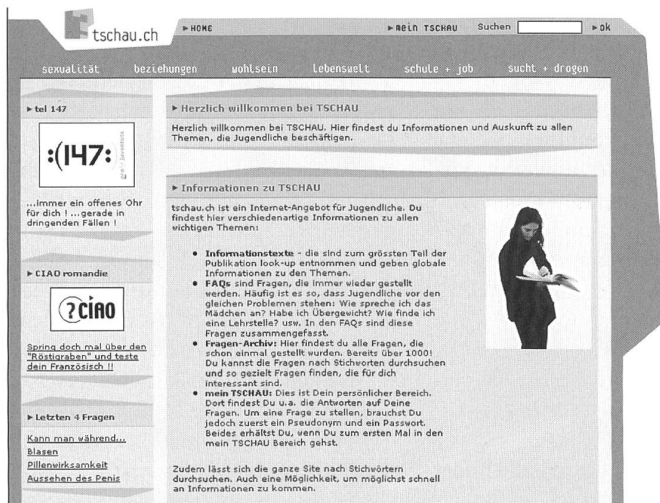 tschau.ch
▸ HOME
▸ mein TSCHAU
Suchen
▸ ok
sexualität beziehungen wohlsein lebenswelt schule + job sucht + drogen
▸ tel 147
:(147:
pro juventute
...immer ein offenes Ohr
für dich ! ...gerade in
dringenden Fällen !
▸ CIAO romandie
?CIAO
Spring doch mal über den
"Röstigraben" und teste
dein Französisch !!
▸ Letzten 4 Fragen
Kann man während...
Blasen
Pillenwirksamkeit
Aussehen des Penis
▸ Herzlich willkommen bei TSCHAU
Herzlich willkommen bei TSCHAU. Hier findest du Informationen und Auskunft zu allen
Themen, die Jugendliche beschäftigen.
▸ Informationen zu TSCHAU
tschau.ch ist ein Internet-Angebot für Jugendliche. Du
findest hier verschiedenartige Informationen zu allen
wichtigen Themen:
• Informationstexte - die sind zum grössten Teil der
Publikation look-up entnommen und geben globale
Informationen zu den Themen.
• FAQs sind Fragen, die immer wieder gestellt
werden. Häufig ist es so, dass Jugendliche vor den
gleichen Problemen stehen: Wie spreche ich das
Mädchen an? Habe ich Übergewicht? Wie finde ich
eine Lehrstelle? usw. In den FAQs sind diese
Fragen zusammengefasst.
• Fragen-Archiv: Hier findest du alle Fragen, die
schon einmal gestellt wurden. Bereits über 1000!
Du kannst die Fragen nach Stichworten durchsuchen
und so gezielt Fragen finden, die für dich
interessant sind.
• mein TSCHAU: Dies ist Dein persönlicher Bereich.
Dort findest Du u.a. die Antworten auf Deine
Fragen. Um eine Frage zu stellen, brauchst Du
jedoch zuerst ein Pseudonym und ein Passwort.
Beides erhältst Du, wenn Du zum ersten Mal in den
mein TSCHAU Bereich gehst.
Zudem lässt sich die ganze Site nach Stichwörtern
durchsuchen. Auch eine Möglichkeit, um möglichst schnell
an Informationen zu kommen.